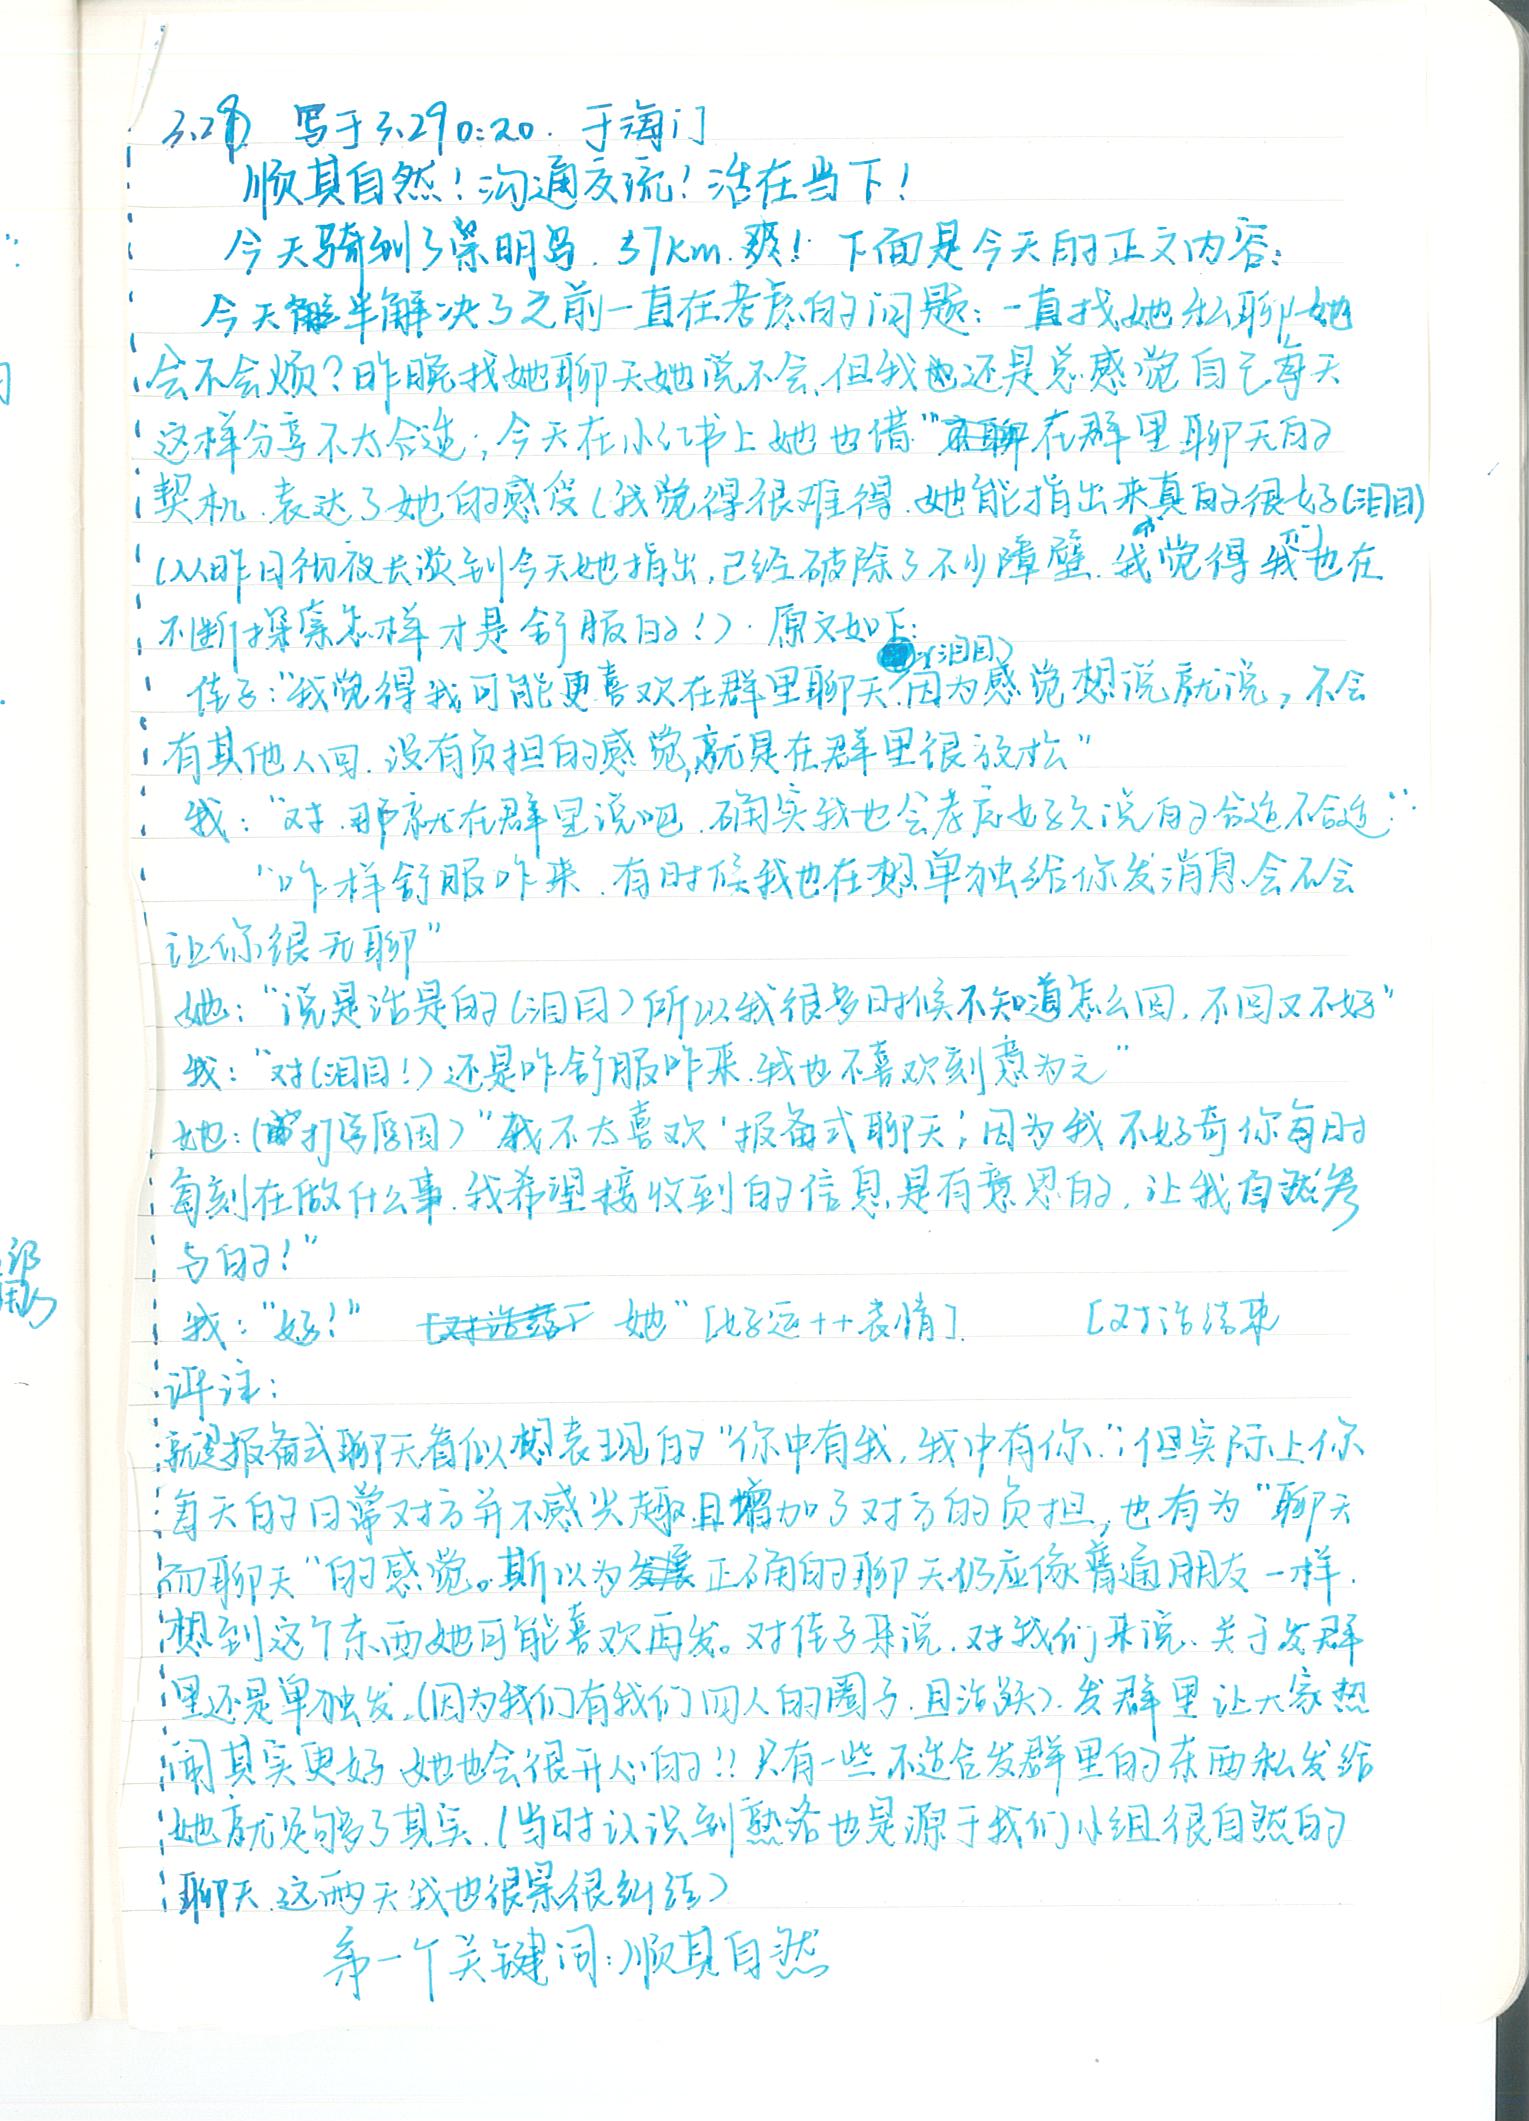 3.28 写于3.29 0:20. 于海门
顺其自然！沟通交流！活在当下！
今天骑到了崇明岛. 37km. 爽！下面是今天的正文内容：
今天解决了之前一直在考虑的问题：一直找她私聊她
会不会烦？昨晚找她聊天她说不会,但我也还是总感觉自己每天
这样分享不太合适；今天在小红书上她也借"在群里聊天的
契机.表达了她的感受(我觉得很难得.她能指出来真的很好(泪目)
(从昨日彻夜长谈到今天她指出,已经破除了不少障壁.我觉得我们也在
不断探索怎样才是舒服的！).原文如下：
佳子："我觉得我可能更喜欢在群里聊天(泪目)因为感觉想说就说，不会
有其他人回.没有负担的感觉,就是在群里很放松"
我："对.那就在群里说吧.确实我也会考虑好久说的合适不合适."
"咋样舒服咋来.有时候我也在想单独给你发消息会不会
让你很无聊"
她："说是话是的(泪目)所以我很多时候不知道怎么回,不回又不好"
我："对(泪目！)还是咋舒服咋来.我也不喜欢刻意为之"
她：" 我不太喜欢'报备式聊天';因为我不好奇你每时
每刻在做什么事.我希望接收到的信息是有意思的,让我自然参
与的！"
我："好！" 她"[好运++表情]. [对话结束
评注：
就是报备式聊天看似想表现的"你中有我,我中有你."；但实际上你
每天的日常对方并不感兴趣且增加了对方的负担，也有为"聊天
而聊天"的感觉。斯以为正确的聊天仍应像普通朋友一样.
想到这个东西她可能喜欢再发。对佳子来说.对我们来说、关于发群
里还是单独发.(因为我们有我们四人的圈子.且活跃).发群里让大家热
闹其实更好 她也会很开心的!！只有一些不适合发群里的东西私发给
她就足够了其实.(当时认识到熟络也是源于我们小组很自然的
聊天.这两天我也很累很纠结)
第一个关键词：顺其自然